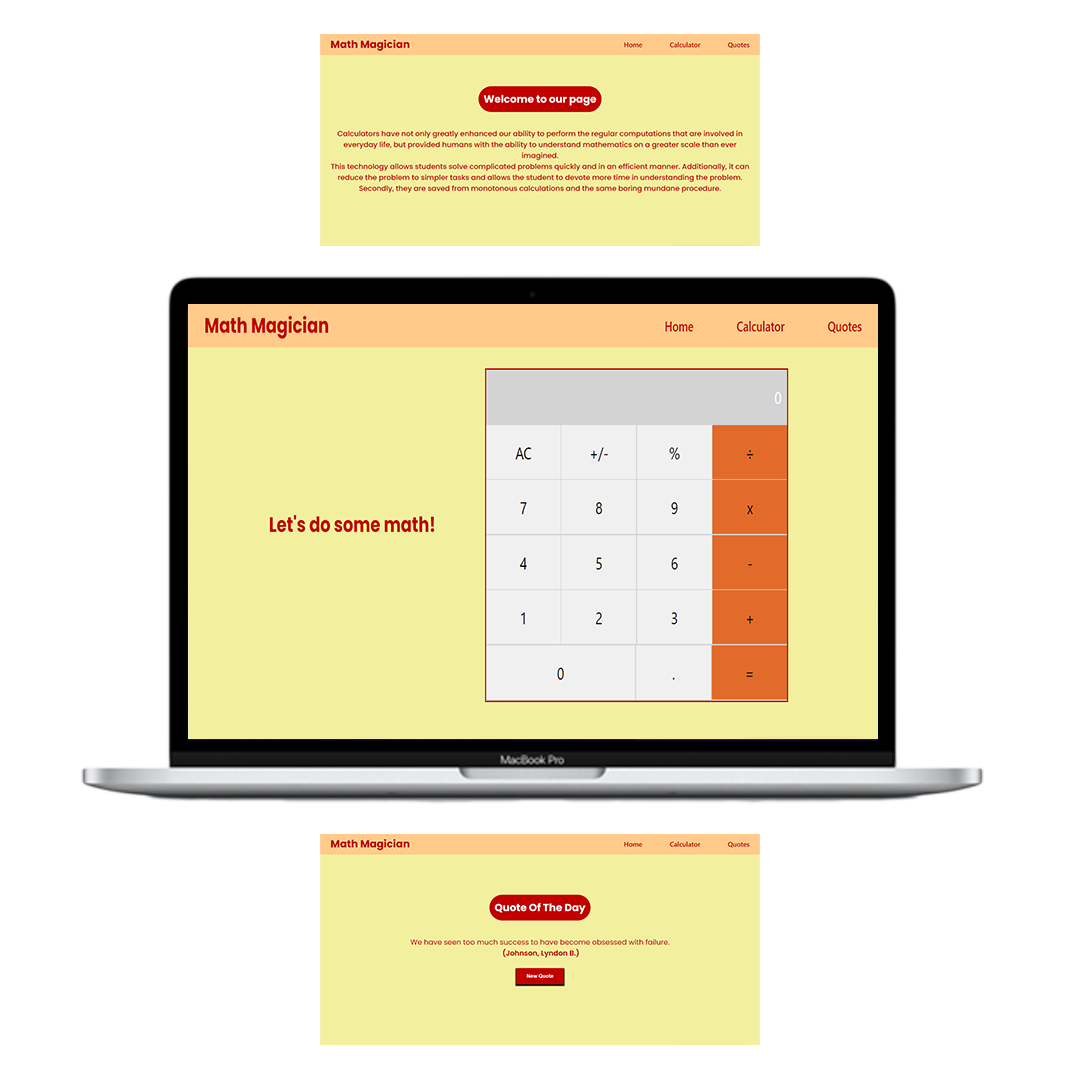 Math Magician
Home Calculator Quotes
Welcome to our page
Calculators have not only greatly enhanced our ability to perform the regular computations that are involved in
everyday life, but provided humans with the ability to understand mathematics on a greater scale than ever
imagined.
This technology allows students solve complicated problems quickly and in an efficient manner. Additionally, it can
reduce the problem to simpler tasks and allows the student to devote more time in understanding the problem.
Secondly, they are saved from monotonous calculations and the same boring mundane procedure.
Math Magician
Home Calculator Quotes
Let's do some math!
0
AC +/- % ÷
7 8 9 x
4 5 6 -
1 2 3 +
0 . =
MacBook Pro
Math Magician
Home Calculator Quotes
Quote Of The Day
We have seen too much success to have become obsessed with failure.
(Johnson, Lyndon B.)
New Quote